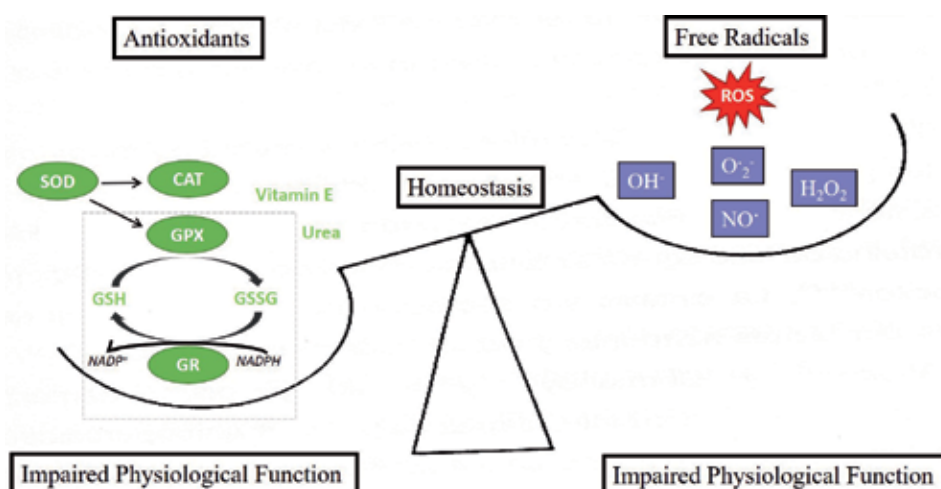 Antioxidants
Free Radicals
ROS
SOD
CAT
Vitamin E
Homeostasis
OH⁻
O˙₂⁻
H₂O₂
NO˙
GPX
Urea
GSH
GSSG
NADP⁺
GR
NADPH
Impaired Physiological Function
Impaired Physiological Function